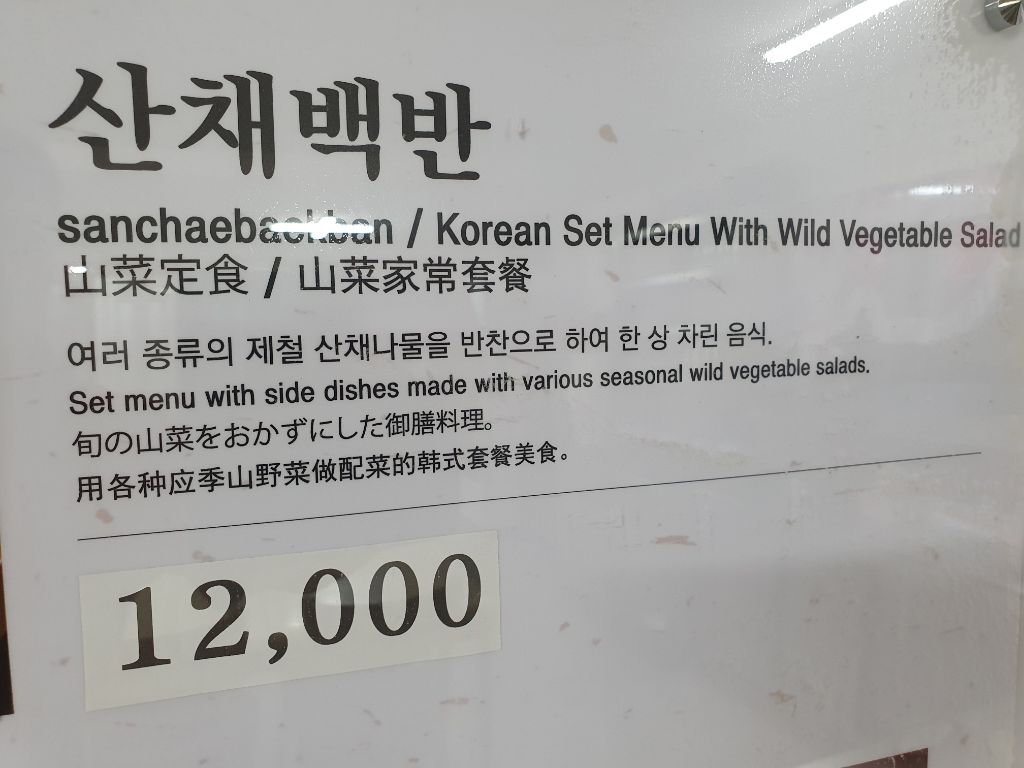 산채백반
sanchaebackban / Korean Set Menu With Wild Vegetable Salad
山菜定食 / 山菜家常套餐
여러 종류의 제철 산채나물을 반찬으로 하여 한 상 차린 음식.
Set menu with side dishes made with various seasonal wild vegetable salads.
旬の山菜をおかずにした御膳料理。
用各种应季山野菜做配菜的韩式套餐美食。
12,000